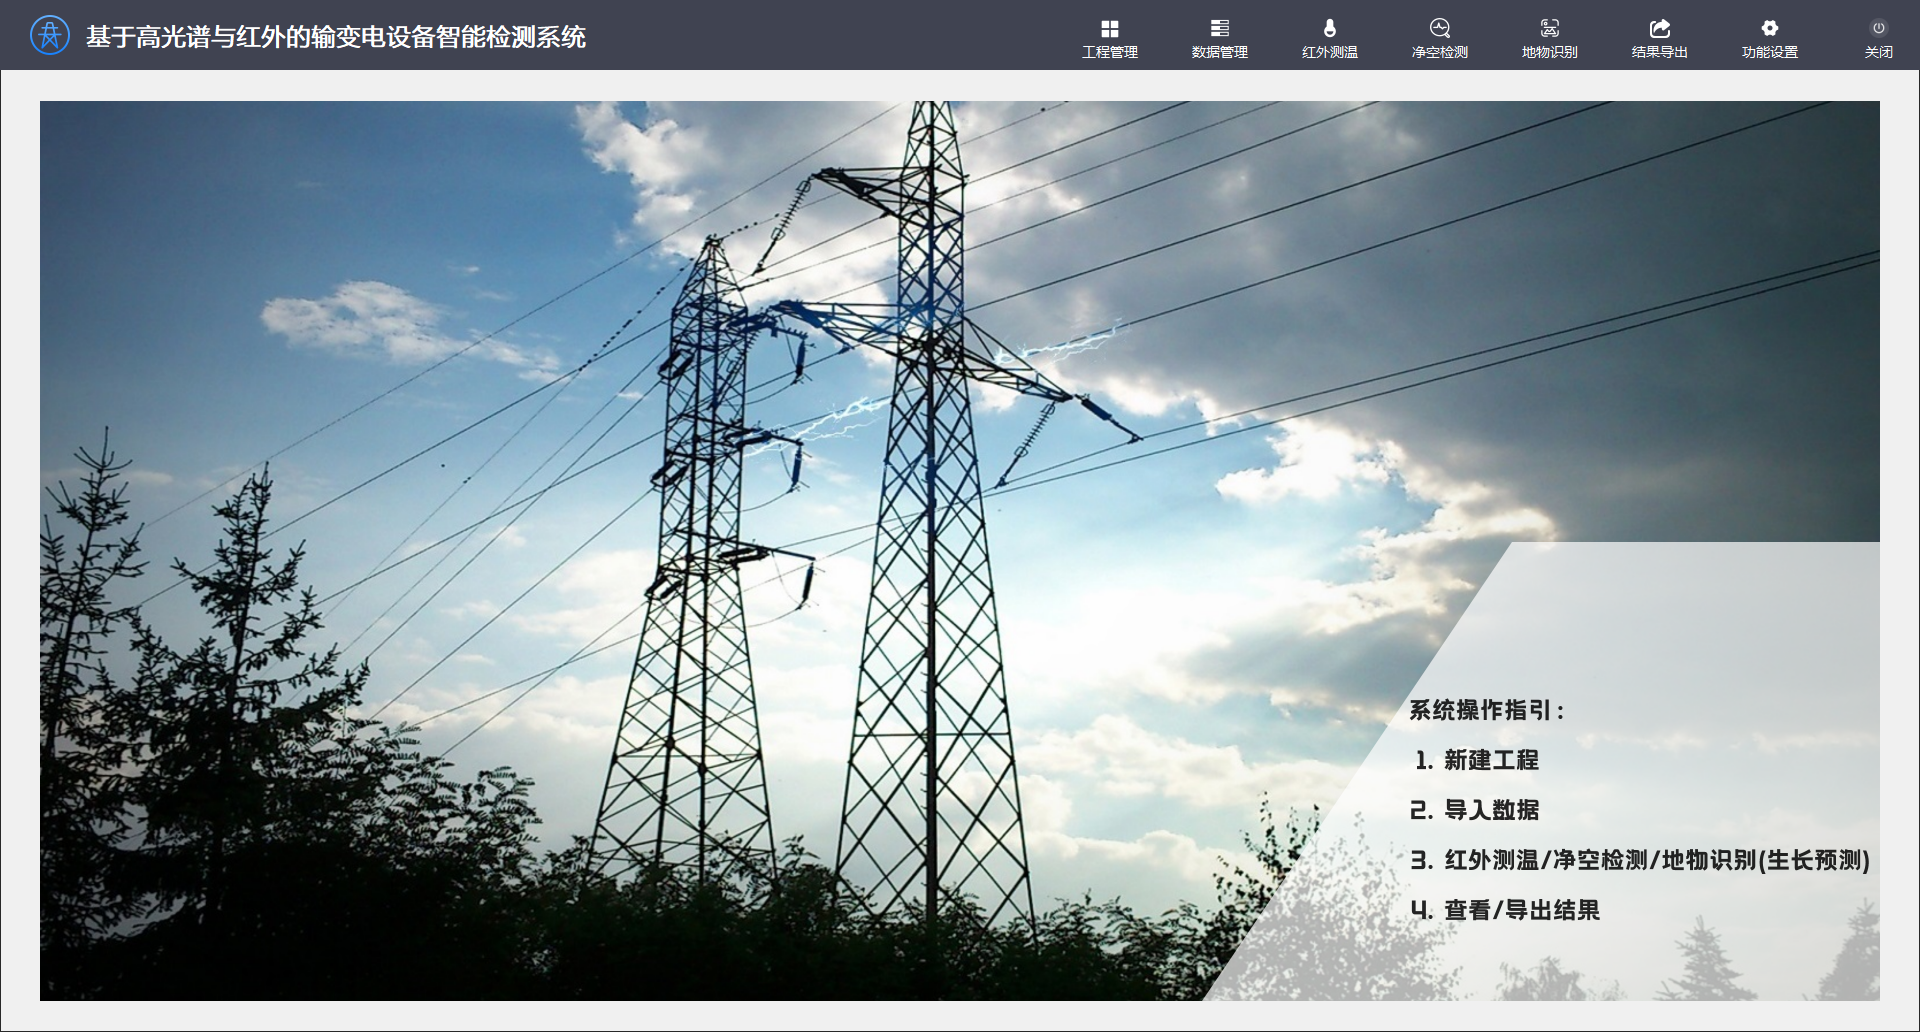 基于高光谱与红外的输变电设备智能检测系统
工程管理
数据管理
红外测温
净空检测
地物识别
结果导出
功能设置
关闭
系统操作指引：
1. 新建工程
2. 导入数据
3. 红外测温/净空检测/地物识别(生长预测)
4. 查看/导出结果